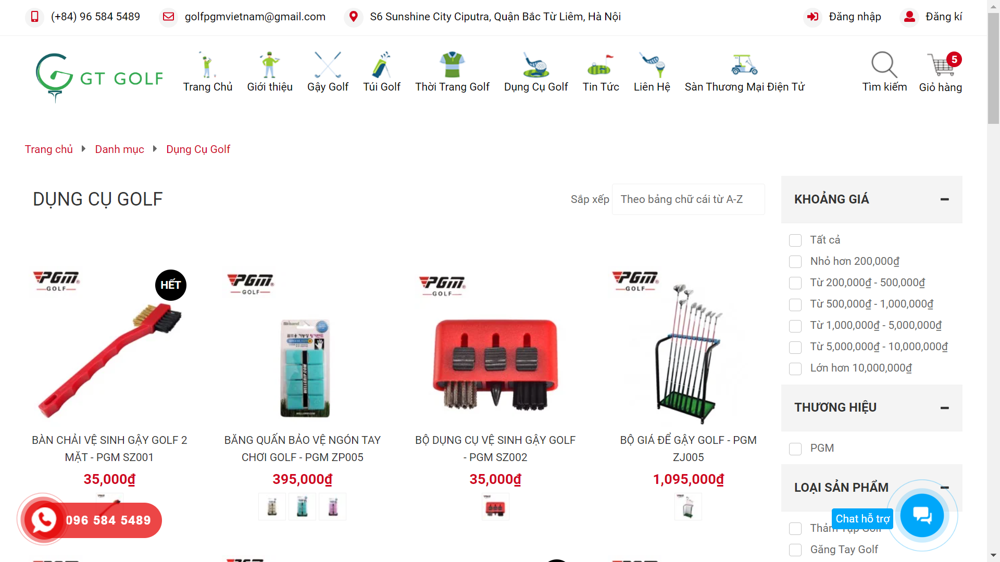 (+84) 96 584 5489
golfpgmvietnam@gmail.com
S6 Sunshine City Ciputra, Quận Bắc Từ Liêm, Hà Nội
Đăng nhập
Đăng kí
GT GOLF
Trang Chủ
Giới thiệu
Gậy Golf
Túi Golf
Thời Trang Golf
Dụng Cụ Golf
Tin Tức
Liên Hệ
Sàn Thương Mại Điện Tử
Tìm kiếm
5
Giỏ hàng
Trang chủ
Danh mục
Dụng Cụ Golf
DỤNG CỤ GOLF
Sắp xếp
Theo bảng chữ cái từ A-Z
PGM
GOLF
HẾT
PGM
GOLF
WELLGRIP.COM
PGM
GOLF
PGM
GOLF
BÀN CHẢI VỆ SINH GẬY GOLF 2
MẶT - PGM SZ001
35,000₫
BĂNG QUẤN BẢO VỆ NGÓN TAY
CHƠI GOLF - PGM ZP005
395,000₫
BỘ DỤNG CỤ VỆ SINH GẬY GOLF
- PGM SZ002
35,000₫
BỘ GIÁ ĐỂ GẬY GOLF - PGM
ZJ005
1,095,000₫
KHOẢNG GIÁ
Tất cả
Nhỏ hơn 200,000₫
Từ 200,000₫ - 500,000₫
Từ 500,000₫ - 1,000,000₫
Từ 1,000,000₫ - 5,000,000₫
Từ 5,000,000₫ - 10,000,000₫
Lớn hơn 10,000,000₫
THƯƠNG HIỆU
PGM
LOẠI SẢN PHẨM
Thảm Tập Golf
Găng Tay Golf
096 584 5489
Chat hỗ trợ